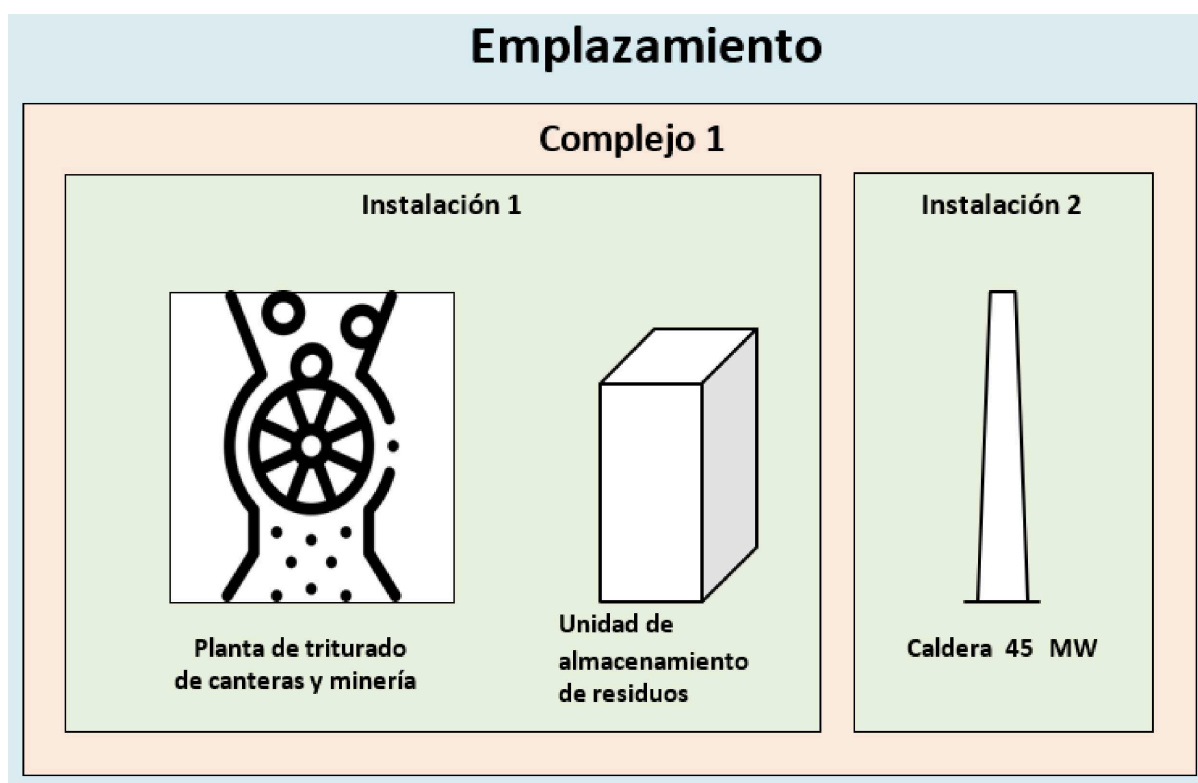 Emplazamiento
Complejo 1
Instalación 1
Instalación 2
Planta de triturado
de canteras y minería
Unidad de
almacenamiento
de residuos
Caldera 45 MW